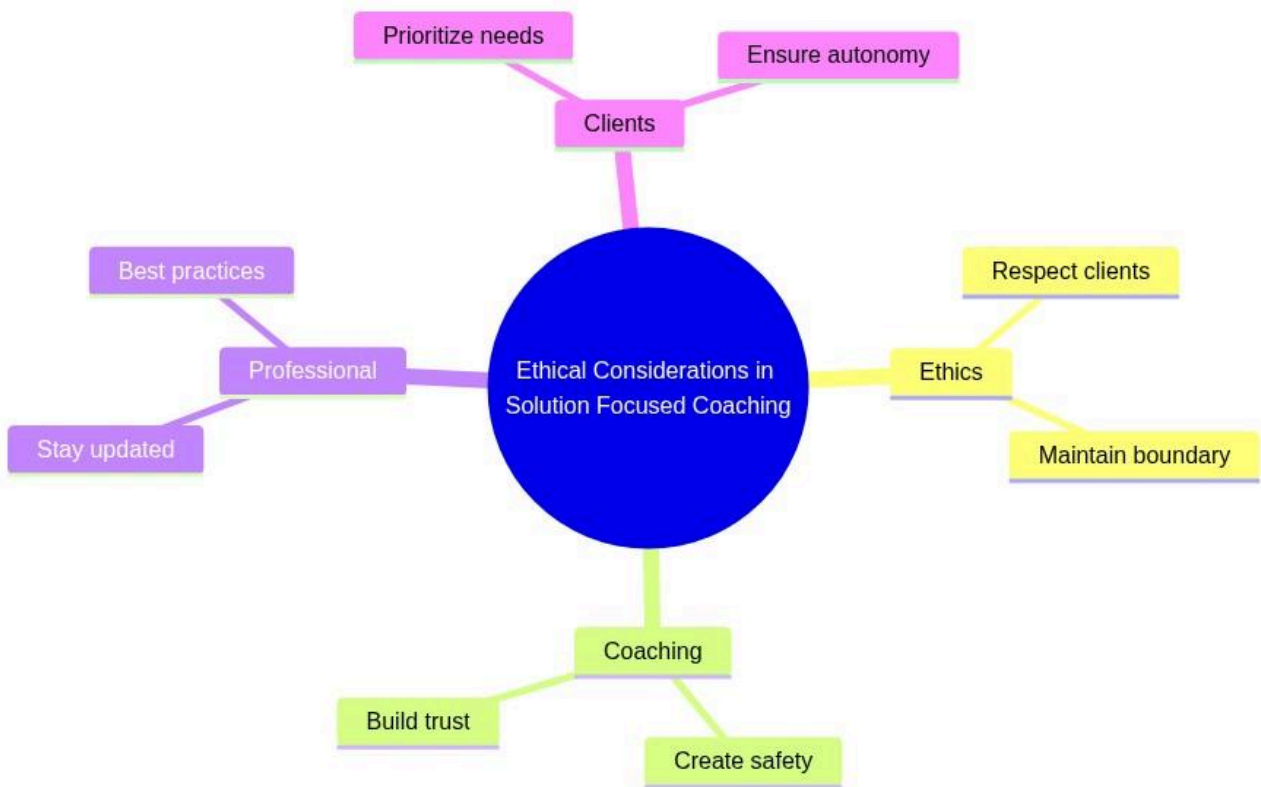 Prioritize needs
Ensure autonomy
Clients
Best practices
Respect clients
Professional
Ethical Considerations in
Solution Focused Coaching
Ethics
Stay updated
Maintain boundary
Coaching
Build trust
Create safety